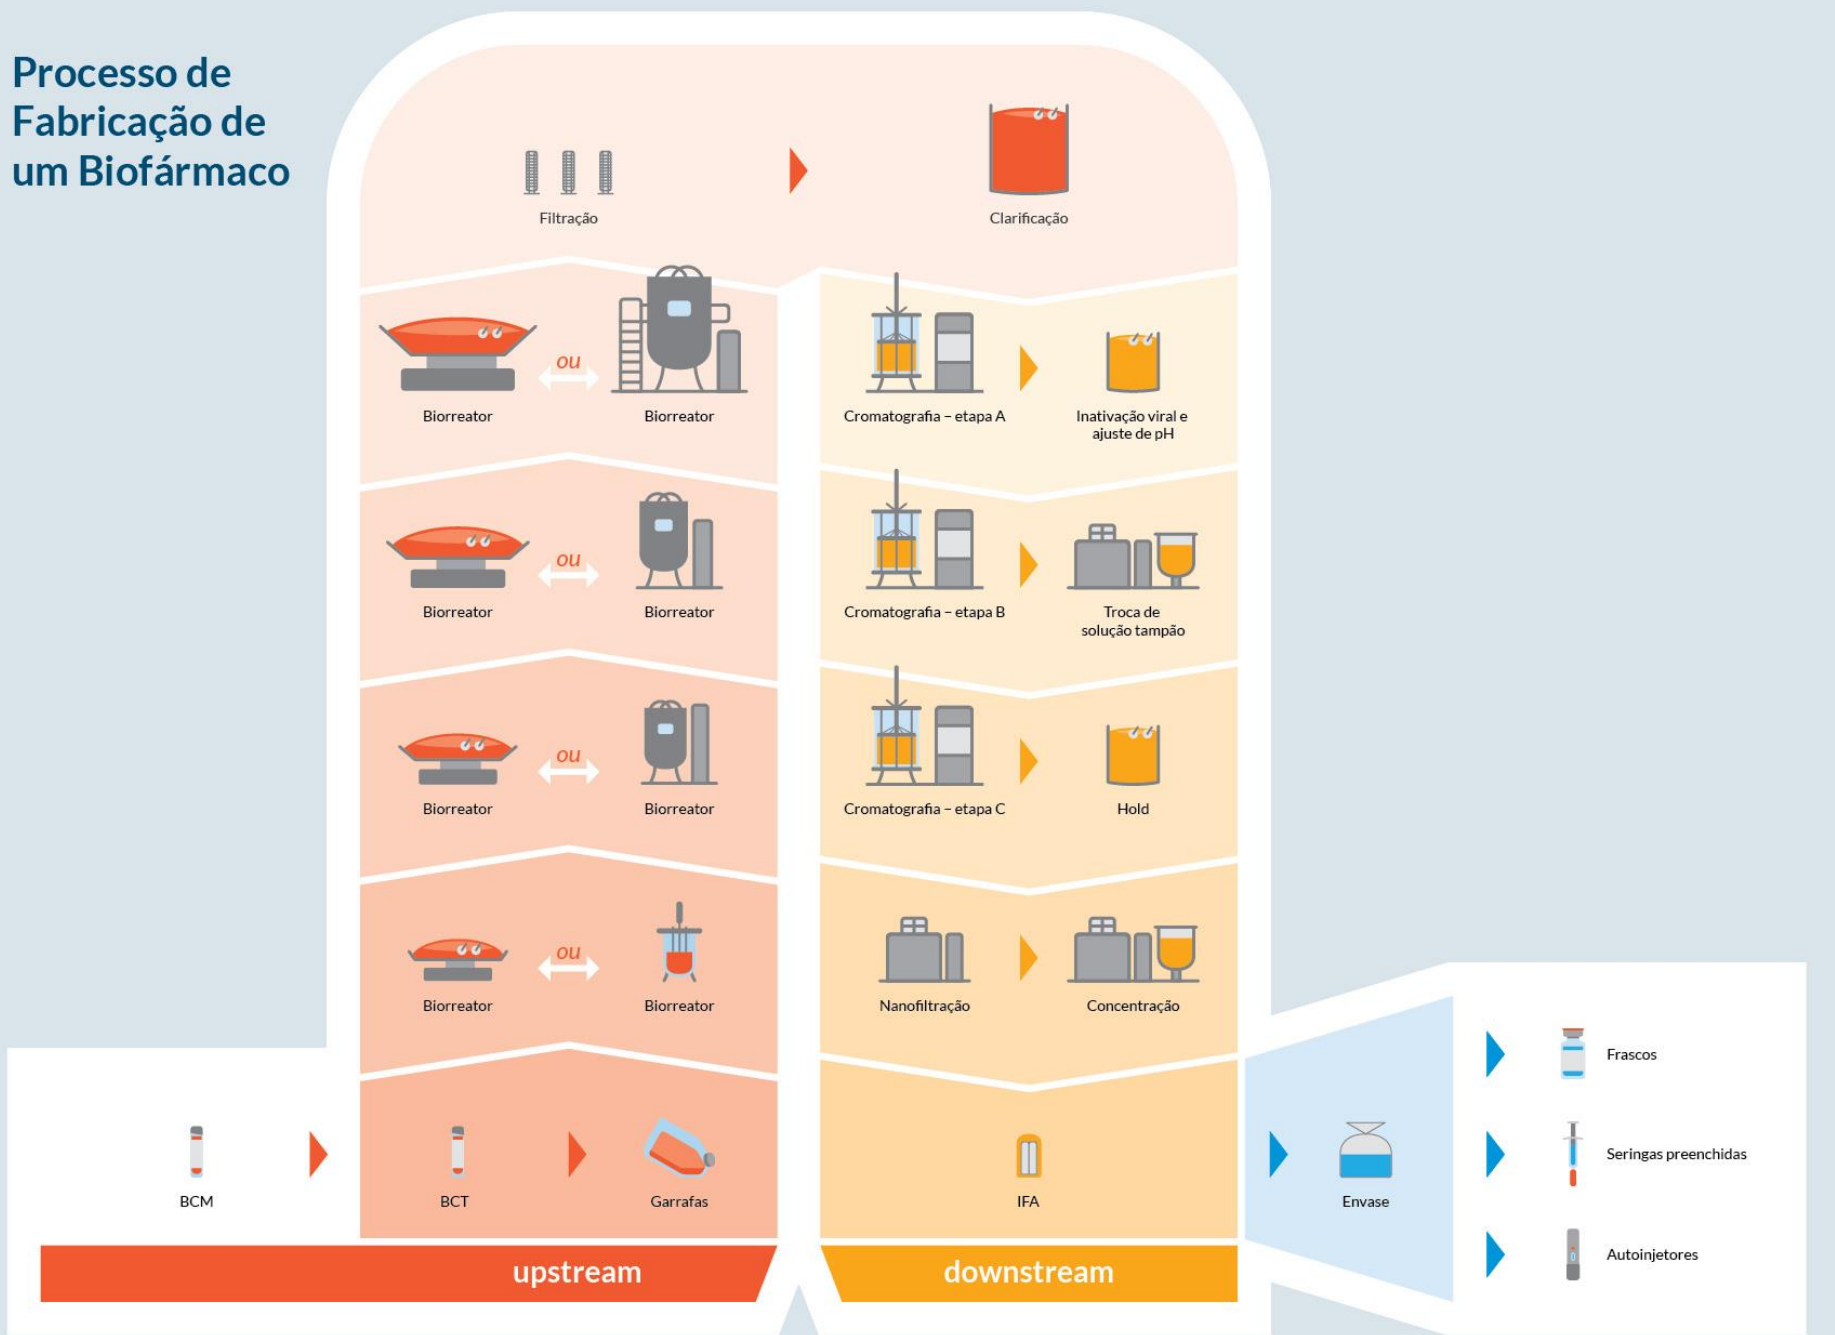 Processo de
Fabricação de
um Biofármaco
Filtração
Clarificação
ou
Biorreator
Biorreator
Cromatografia – etapa A
Inativação viral e
ajuste de pH
ou
Biorreator
Biorreator
Cromatografia – etapa B
Troca de
solução tampão
ou
Biorreator
Biorreator
Cromatografia – etapa C
Hold
ou
Biorreator
Biorreator
Nanofiltração
Concentração
Frascos
Seringas preenchidas
BCM
BCT
Garrafas
IFA
Envase
Autoinjetores
upstream
downstream